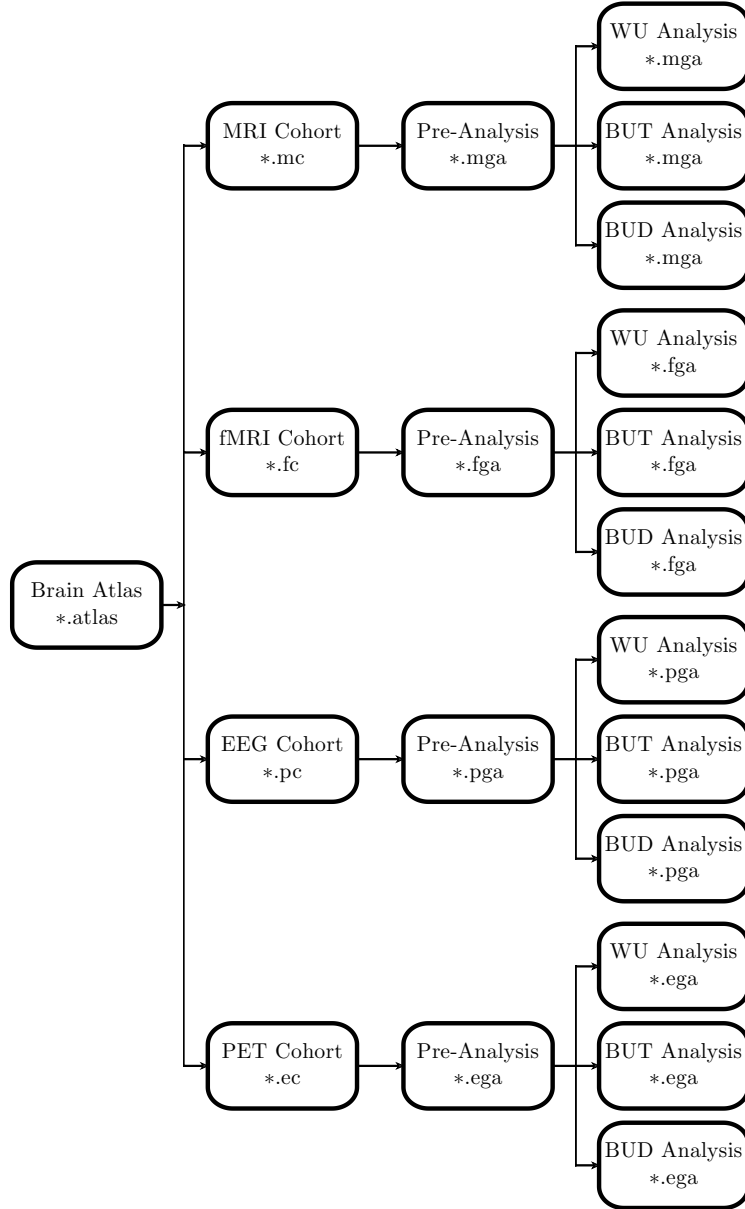 Brain Atlas
*.atlas
MRI Cohort
*.mc
Pre-Analysis
*.mga
WU Analysis
*.mga
BUT Analysis
*.mga
BUD Analysis
*.mga
fMRI Cohort
*.fc
Pre-Analysis
*.fga
WU Analysis
*.fga
BUT Analysis
*.fga
BUD Analysis
*.fga
EEG Cohort
*.pc
Pre-Analysis
*.pga
WU Analysis
*.pga
BUT Analysis
*.pga
BUD Analysis
*.pga
PET Cohort
*.ec
Pre-Analysis
*.ega
WU Analysis
*.ega
BUT Analysis
*.ega
BUD Analysis
*.ega